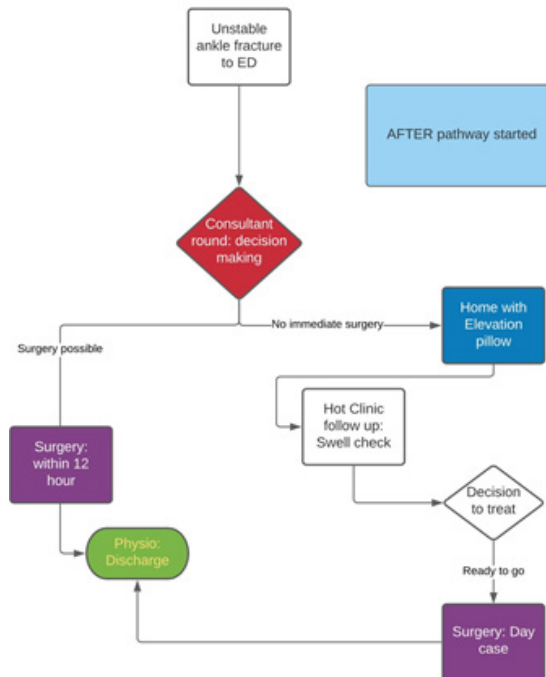 Unstable
ankle fracture
to ED
AFTER pathway started
Consultant
round: decision
making
Home with
Elevation
pillow
No immediate surgery
Surgery possible
Hot Clinic
follow up:
Swell check
Surgery:
within 12
hour
Decision
to treat
Physio:
Discharge
Ready to go
Surgery: Day
case